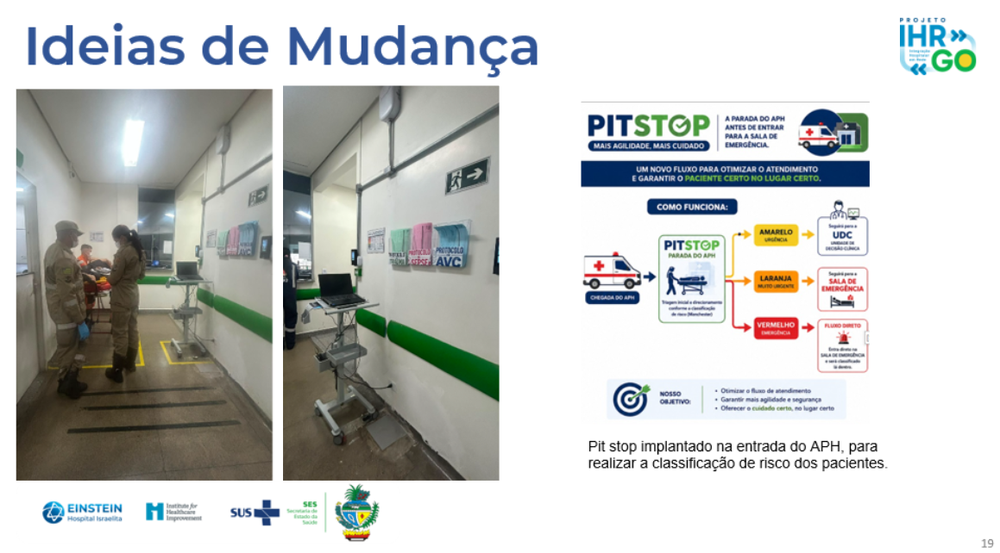 Ideias de Mudança
PROJETO
IHR
GO
Integração
Hospitalar
em Rede
PROTOCOLO
AVC
PITSTOP
MAIS AGILIDADE, MAIS CUIDADO
A PARADA DO APH
ANTES DE ENTRAR
PARA A SALA DE
EMERGÊNCIA.
UM NOVO FLUXO PARA OTIMIZAR O ATENDIMENTO
E GARANTIR O PACIENTE CERTO NO LUGAR CERTO.
COMO FUNCIONA:
CHEGADA DO APH
PITSTOP
PARADA DO APH
Triagem inicial e direcionamento
conforme a classificação
de risco (Manchester)
AMARELO
URGÊNCIA
Seguirá para a
UDC
UNIDADE DE
DECISÃO CLÍNICA
LARANJA
MUITO URGENTE
Seguirá para a
SALA DE
EMERGÊNCIA
VERMELHO
EMERGÊNCIA
FLUXO DIRETO
Entra direto na
SALA DE EMERGÊNCIA
e será classificado
lá dentro.
NOSSO
OBJETIVO:
• Otimizar o fluxo de atendimento
• Garantir mais agilidade e segurança
• Oferecer o cuidado certo, no lugar certo
Pit stop implantado na entrada do APH, para
realizar a classificação de risco dos pacientes.
EINSTEIN
Hospital Israelita
Institute for
Healthcare
Improvement
SUS
SES
Secretaria de
Estado da
Saúde
19